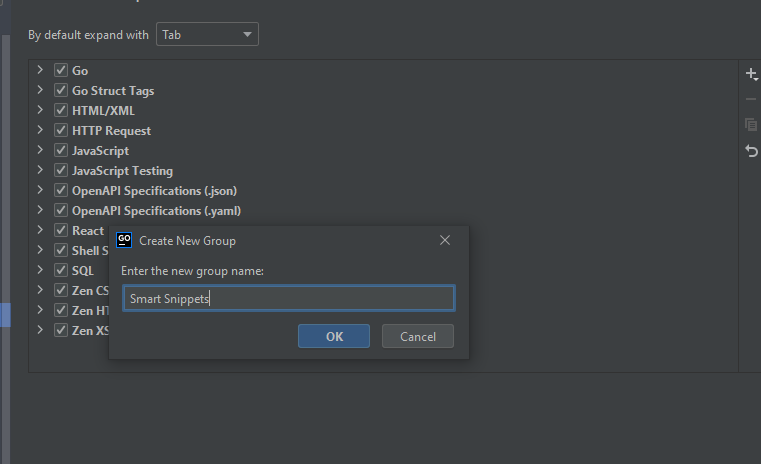 By default expand with Tab
Go
Go Struct Tags
HTML/XML
HTTP Request
JavaScript
JavaScript Testing
OpenAPI Specifications (.json)
OpenAPI Specifications (.yaml)
React
Shell S
SQL
Zen CS
Zen HT
Zen XS
GO
Create New Group
Enter the new group name:
Smart Snippets
OK Cancel